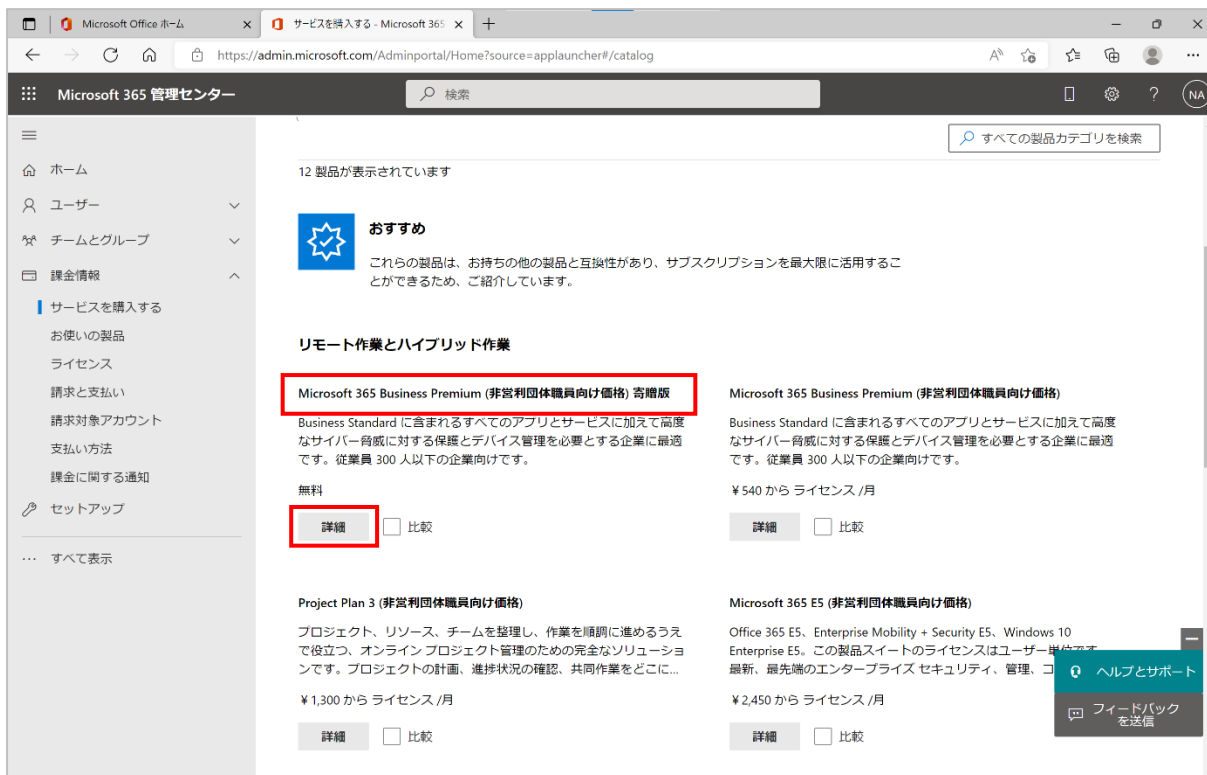 Microsoft Office ホーム
サービスを購入する - Microsoft 365
https://admin.microsoft.com/Adminportal/Home?source=applauncher#/catalog
Microsoft 365 管理センター
検索
NA
すべての製品カテゴリを検索
ホーム
ユーザー
チームとグループ
課金情報
サービスを購入する
お使いの製品
ライセンス
請求と支払い
請求対象アカウント
支払い方法
課金に関する通知
セットアップ
すべて表示
12 製品が表示されています
おすすめ
これらの製品は、お持ちの他の製品と互換性があり、サブスクリプションを最大限に活用するこ
とができるため、ご紹介しています。
リモート作業とハイブリッド作業
Microsoft 365 Business Premium (非営利団体職員向け価格) 寄贈版
Business Standard に含まれるすべてのアプリとサービスに加えて高度
なサイバー脅威に対する保護とデバイス管理を必要とする企業に最適
です。従業員 300 人以下の企業向けです。
無料
詳細
比較
Microsoft 365 Business Premium (非営利団体職員向け価格)
Business Standard に含まれるすべてのアプリとサービスに加えて高度
なサイバー脅威に対する保護とデバイス管理を必要とする企業に最適
です。従業員 300 人以下の企業向けです。
¥540 から ライセンス /月
詳細
比較
Project Plan 3 (非営利団体職員向け価格)
プロジェクト、リソース、チームを整理し、作業を順調に進めるうえ
で役立つ、オンライン プロジェクト管理のための完全なソリューショ
ンです。プロジェクトの計画、進捗状況の確認、共同作業をどこに...
¥1,300 から ライセンス /月
詳細
比較
Microsoft 365 E5 (非営利団体職員向け価格)
Office 365 E5、Enterprise Mobility + Security E5、Windows 10
Enterprise E5。この製品スイートのライセンスはユーザー単位です
最新、最先端のエンタープライズ セキュリティ、管理、コ
¥2,450 から ライセンス /月
詳細
比較
ヘルプとサポート
フィードバック
を送信